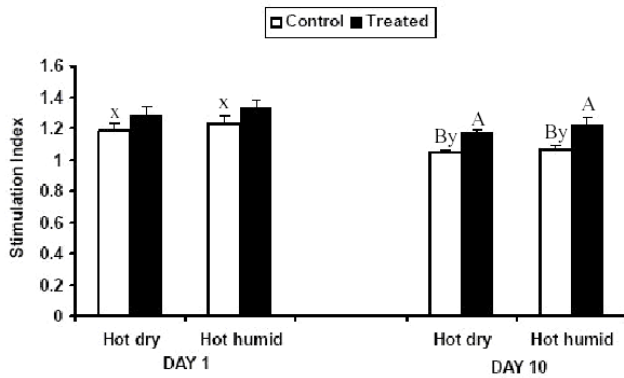 Control Treated
1.6
1.4
1.2
1
0.8
0.6
0.4
0.2
0
Stimulation Index
x x By A By A
Hot dry Hot humid Hot dry Hot humid
DAY 1 DAY 10